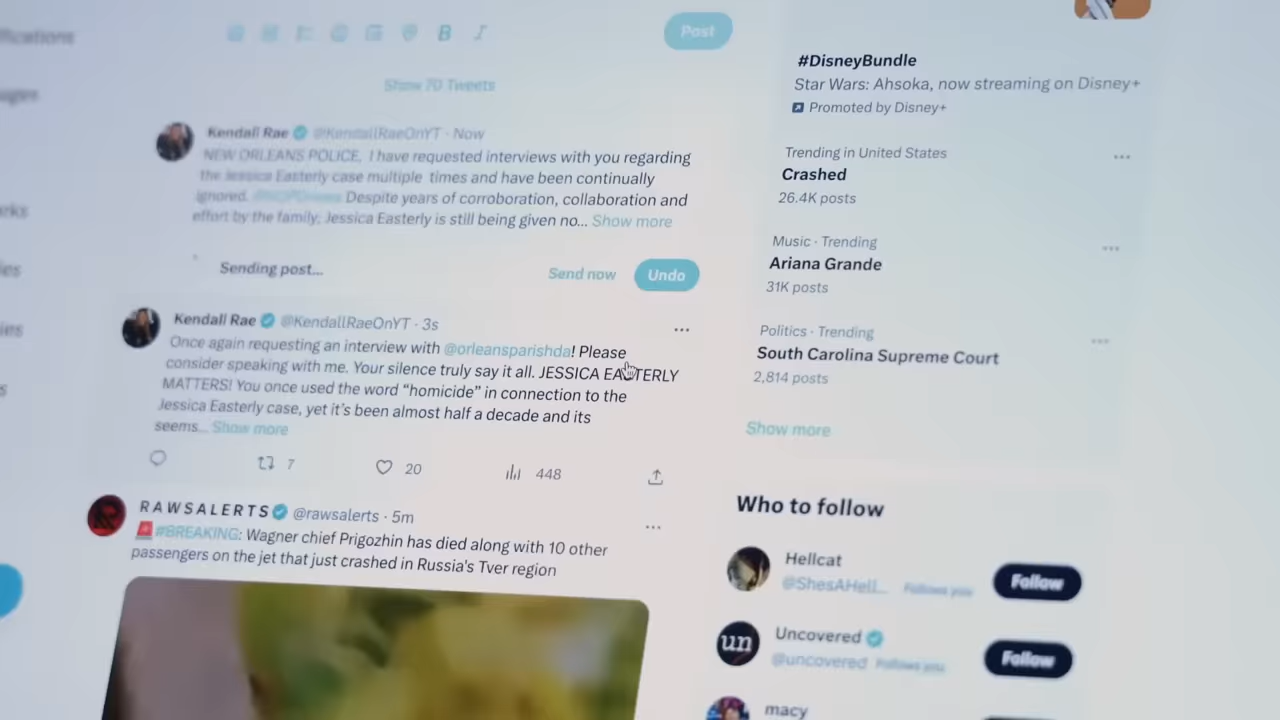 B I
Post
Show 70 Tweets
Kendall Rae @KendallRaeOnYT · Now
NEW ORLEANS POLICE, I have requested interviews with you regarding
the Jessica Easterly case multiple times and have been continually
ignored. Despite years of corroboration, collaboration and
effort by the family, Jessica Easterly is still being given no... Show more
Sending post...
Send now
Undo
Kendall Rae @KendallRaeOnYT · 3s
Once again requesting an interview with @orleansparishda! Please
consider speaking with me. Your silence truly say it all. JESSICA EASTERLY
MATTERS! You once used the word “homicide” in connection to the
Jessica Easterly case, yet it’s been almost half a decade and its
seems... Show more
7
20
448
RAWSALERTS @rawsalerts · 5m
#BREAKING: Wagner chief Prigozhin has died along with 10 other
passengers on the jet that just crashed in Russia's Tver region
#DisneyBundle
Star Wars: Ahsoka, now streaming on Disney+
Promoted by Disney+
Trending in United States
Crashed
26.4K posts
Music · Trending
Ariana Grande
31K posts
Politics · Trending
South Carolina Supreme Court
2,814 posts
Show more
Who to follow
Hellcat
@ShesAHell... Follows you
Follow
un
Uncovered
@uncovered Follows you
Follow
macy